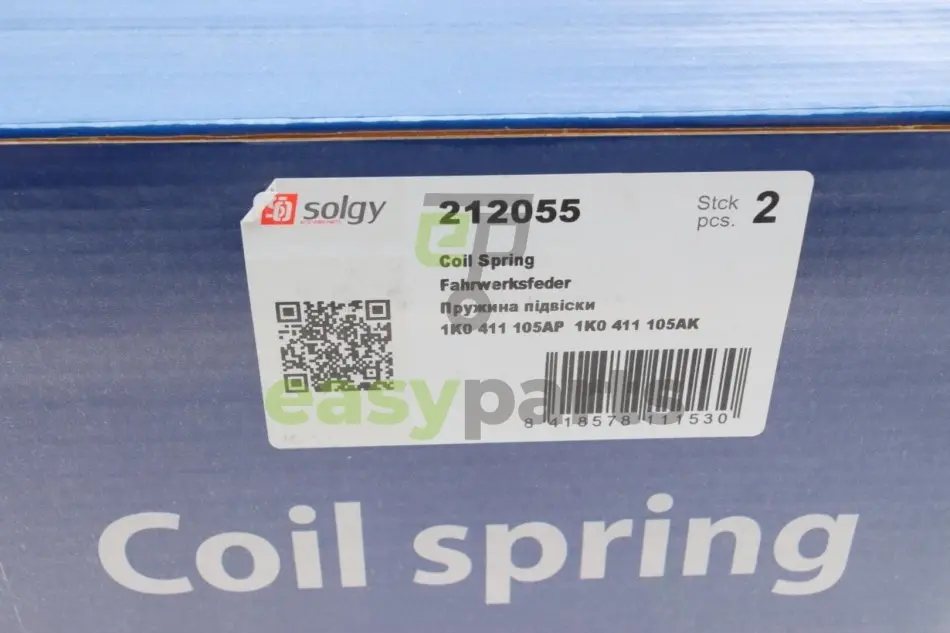 solgy
212055
Stck
pcs. 2
Coil Spring
Fahrwerksfeder
Пружина підвіски
1K0 411 105AP 1K0 411 105AK
easyparts
8 418578 111530
Coil spring